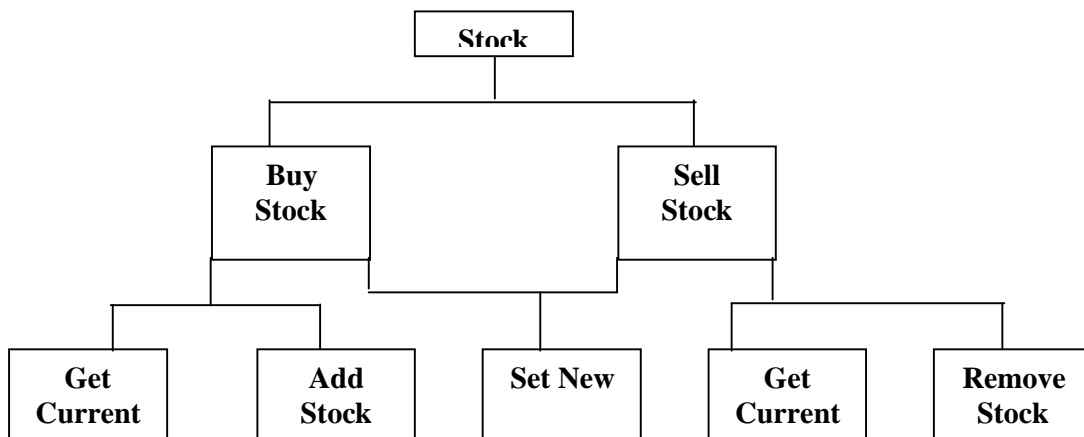 Stock
Buy
Stock
Sell
Stock
Get
Current
Add
Stock
Set New
Get
Current
Remove
Stock